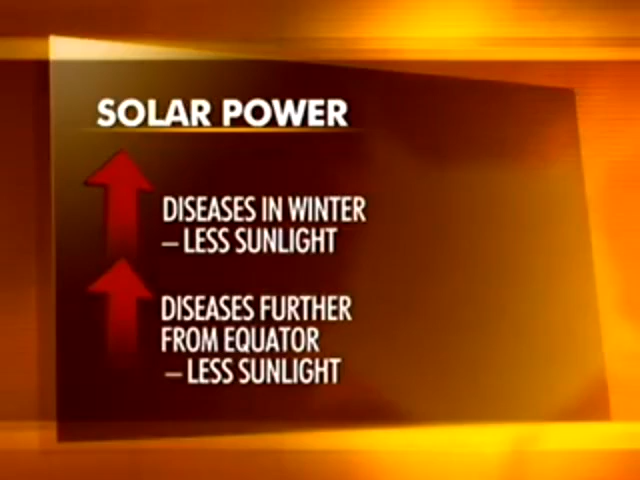 SOLAR POWER
DISEASES IN WINTER
– LESS SUNLIGHT
DISEASES FURTHER
FROM EQUATOR
– LESS SUNLIGHT